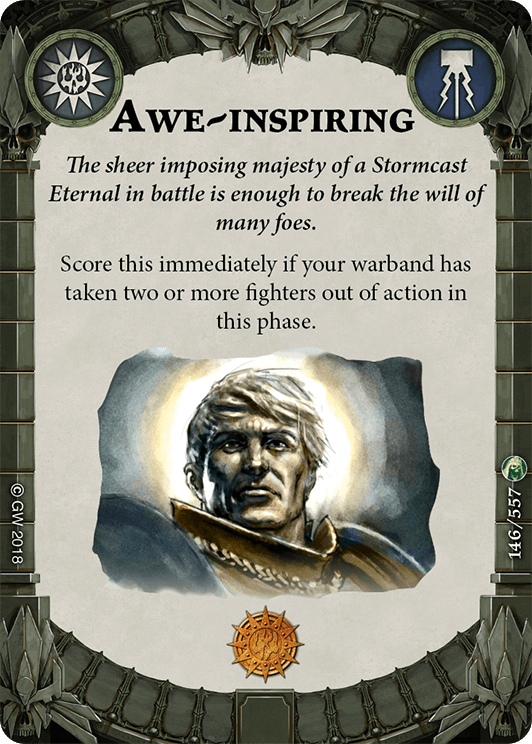 AWE~INSPIRING
The sheer imposing majesty of a Stormcast
Eternal in battle is enough to break the will of
many foes.
Score this immediately if your warband has
taken two or more fighters out of action in
this phase.
© GW 2018
146/557